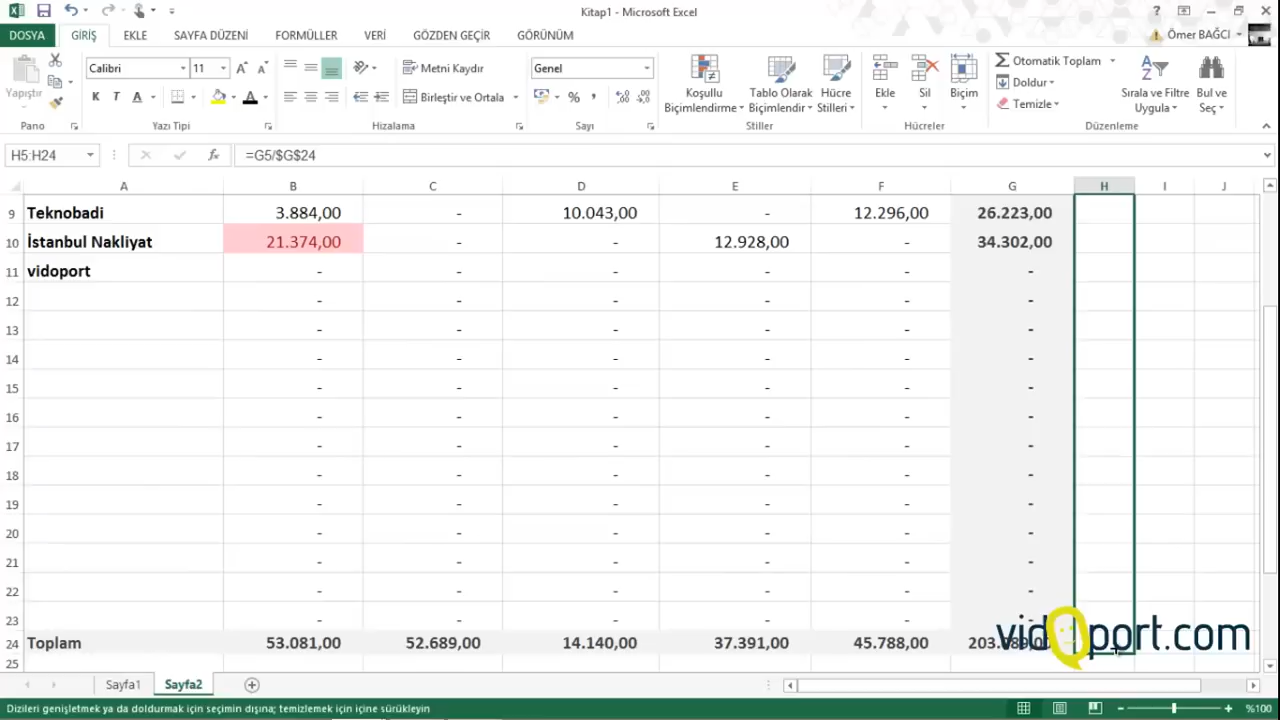 Kitap1 - Microsoft Excel
DOSYA GİRİŞ EKLE SAYFA DÜZENİ FORMÜLLER VERİ GÖZDEN GEÇİR GÖRÜNÜM Ömer BAĞCI
Yapıştır Calibri 11 Metni Kaydır Genel Koşullu Biçimlendirme Tablo Olarak Biçimlendir Hücre Stilleri Ekle Sil Biçim Otomatik Toplam Sırala ve Filtre Uygula Bul ve Seç
K T A Birleştir ve Ortala % Doldur
Temizle
Pano Yazı Tipi Hizalama Sayı Stiller Hücreler Düzenleme
H5:H24 fx =G5/$G$24
A B C D E F G H I J
9 Teknobadi 3.884,00 - 10.043,00 - 12.296,00 26.223,00
10 İstanbul Nakliyat 21.374,00 - - 12.928,00 - 34.302,00
11 vidoport - - - - - -
12 - - - - - -
13 - - - - - -
14 - - - - - -
15 - - - - - -
16 - - - - - -
17 - - - - - -
18 - - - - - -
19 - - - - - -
20 - - - - - -
21 - - - - - -
22 - - - - - -
23 - - - - - -
24 Toplam 53.081,00 52.689,00 14.140,00 37.391,00 45.788,00
25
vidoport.com
Sayfa1 Sayfa2
Dizileri genişletmek ya da doldurmak için seçimin dışına; temizlemek için içine sürükleyin %100